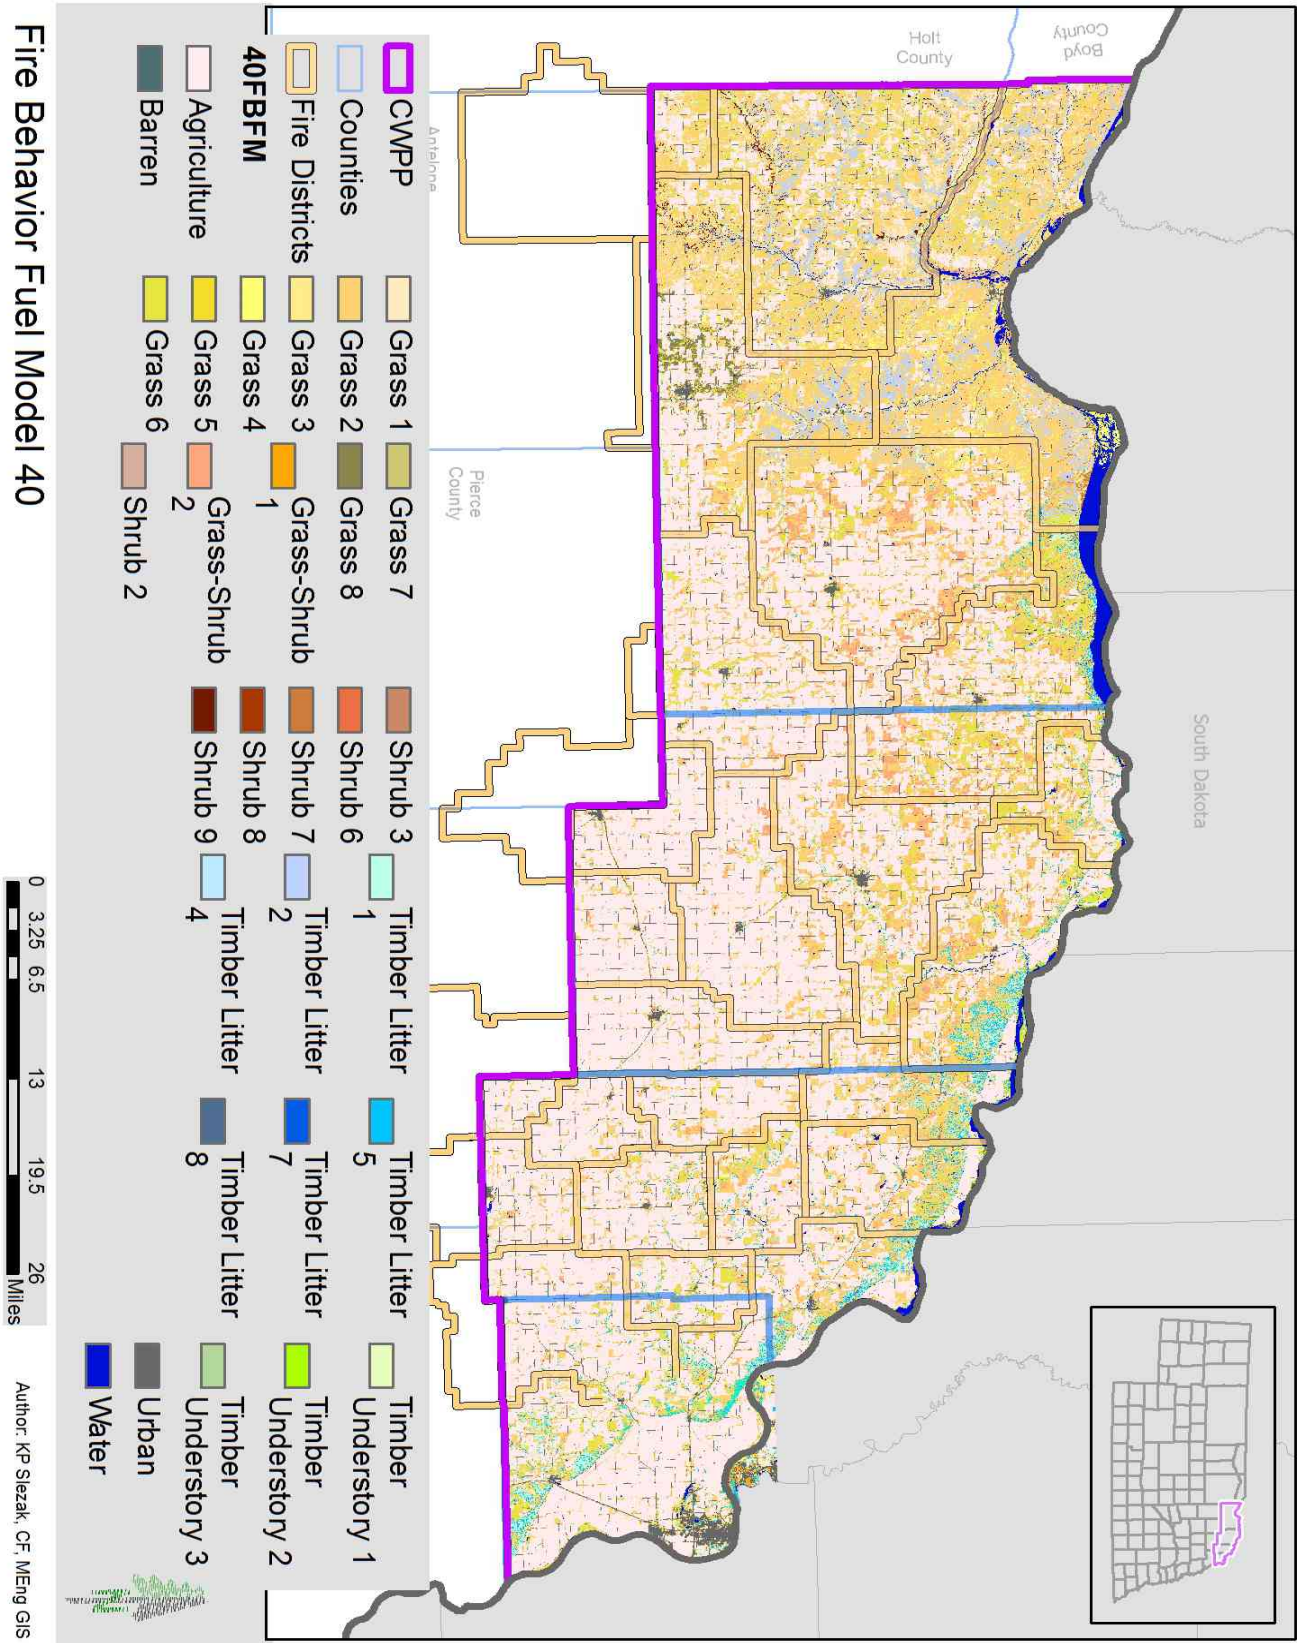 Boyd
County
Holt
County
South Dakota
Antelope
Pierce
County
CWPP
Counties
Fire Districts
40FBFM
Agriculture
Barren
Grass 1
Grass 2
Grass 3
Grass 4
Grass 5
Grass 6
Grass 7
Grass 8
Grass-Shrub
1
Grass-Shrub
2
Shrub 2
Shrub 3
Shrub 6
Shrub 7
Shrub 8
Shrub 9
Timber Litter
1
Timber Litter
2
Timber Litter
4
Timber Litter
5
Timber Litter
7
Timber Litter
8
Timber
Understory 1
Timber
Understory 2
Timber
Understory 3
Urban
Water
Fire Behavior Fuel Model 40
0 3.25 6.5 13 19.5 26
Miles
Author: KP Slezak, CF, MEng GIS